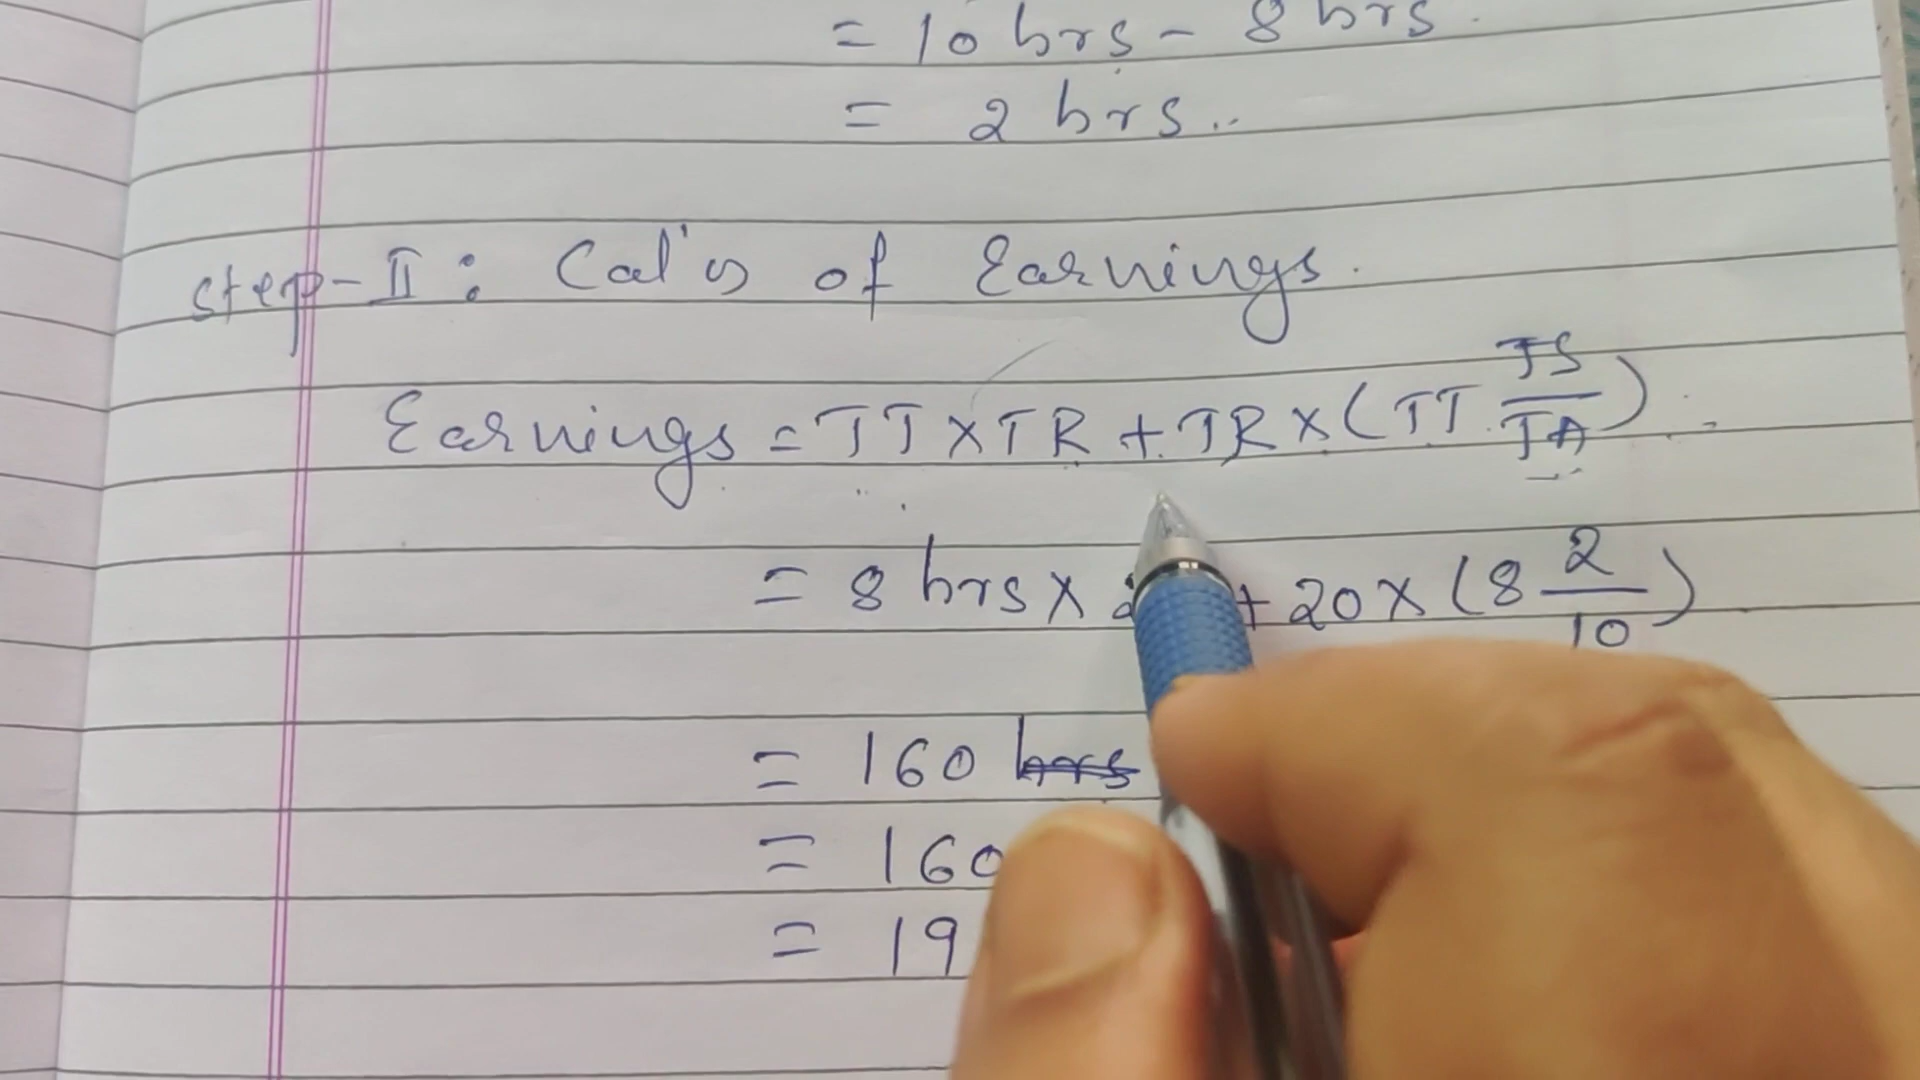 = 10 hrs - 8 hrs.
= 2 hrs..
Step-II : Cal'n of Earnings.
Earnings = TT × TR + TR × (TT TS/TA)
= 8 hrs × + 20 × (8 2/10)
= 160 hrs
= 160
= 19